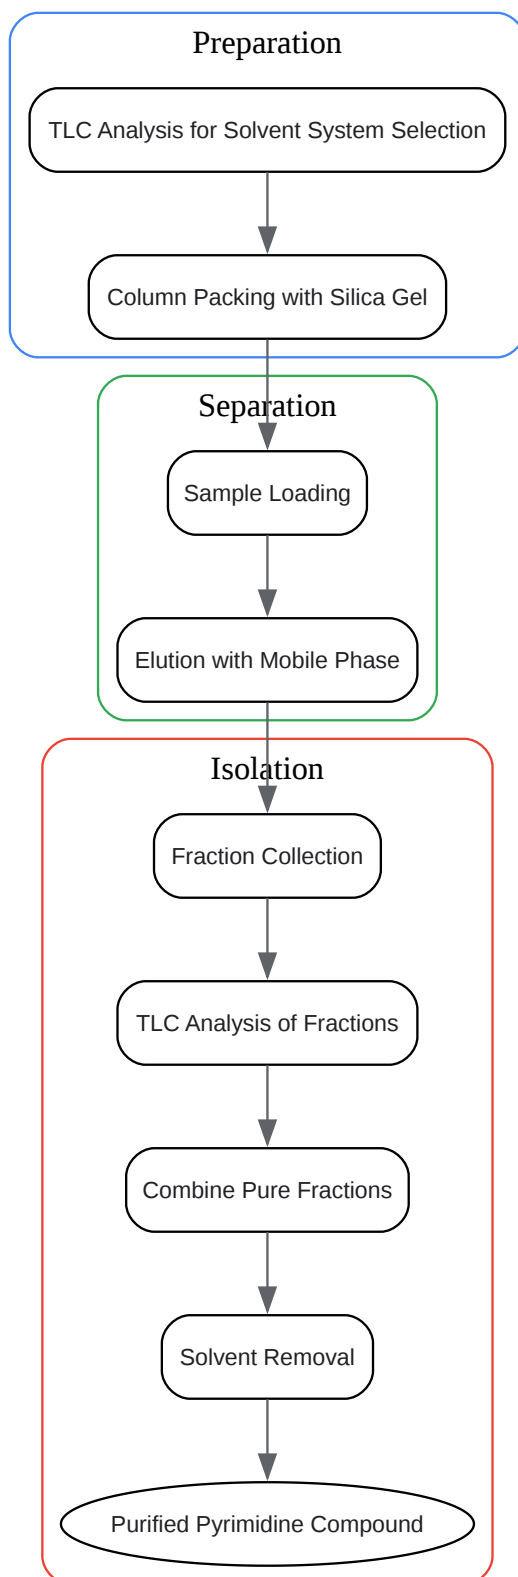 Preparation
TLC Analysis for Solvent System Selection
Column Packing with Silica Gel
Separation
Sample Loading
Elution with Mobile Phase
Isolation
Fraction Collection
TLC Analysis of Fractions
Combine Pure Fractions
Solvent Removal
Purified Pyrimidine Compound